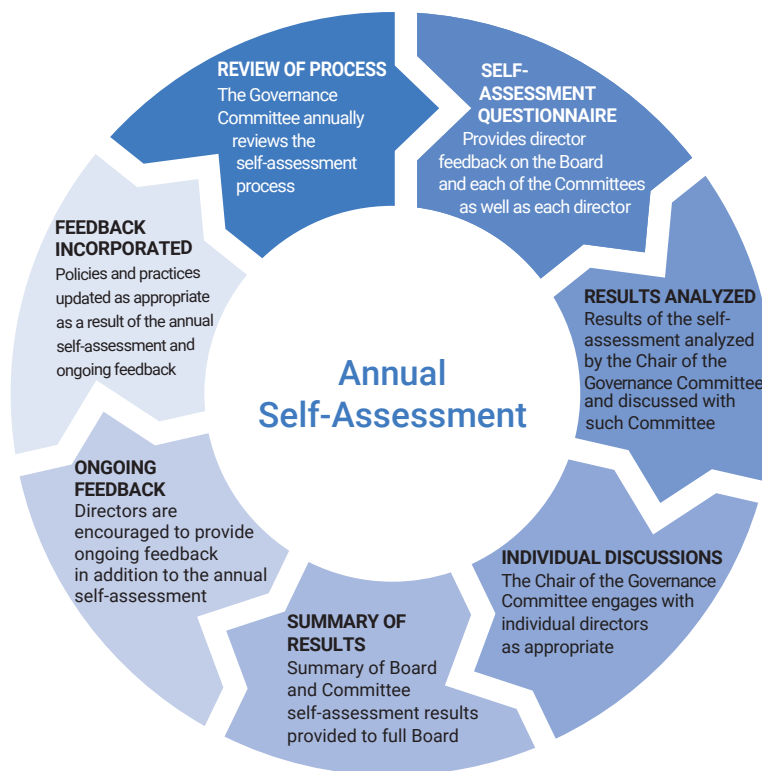 REVIEW OF PROCESS
The Governance
Committee annually
reviews the
self-assessment
process
SELF-
ASSESSMENT
QUESTIONNAIRE
Provides director
feedback on the Board
and each of the Committees
as well as each director
RESULTS ANALYZED
Results of the self-
assessment analyzed
by the Chair of the
Governance Committee
and discussed with
such Committee
INDIVIDUAL DISCUSSIONS
The Chair of the Governance
Committee engages with
individual directors
as appropriate
SUMMARY OF
RESULTS
Summary of Board
and Committee
self-assessment results
provided to full Board
ONGOING
FEEDBACK
Directors are
encouraged to provide
ongoing feedback
in addition to the annual
self-assessment
FEEDBACK
INCORPORATED
Policies and practices
updated as appropriate
as a result of the annual
self-assessment and
ongoing feedback
Annual
Self-Assessment